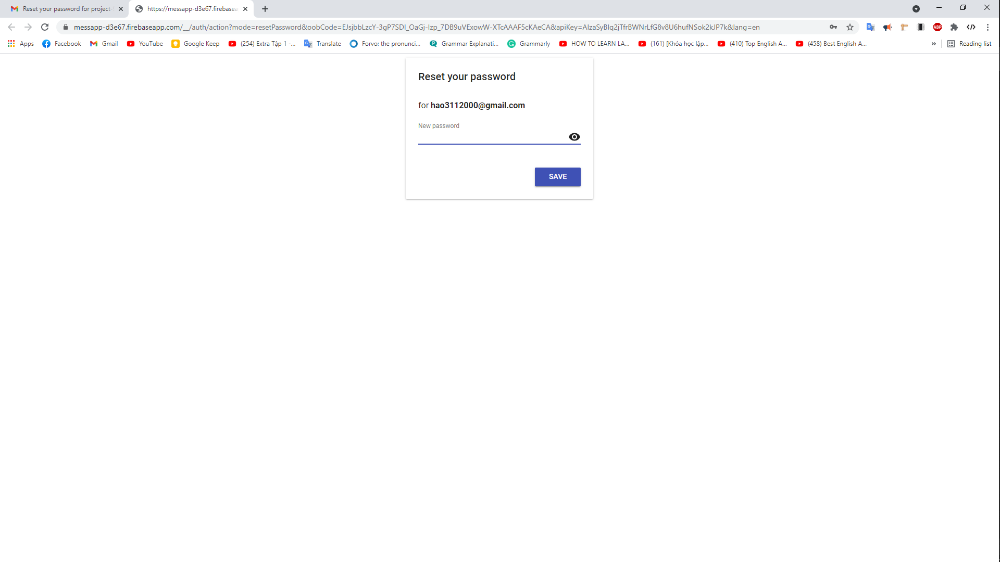 Reset your password for project-
https://messapp-d3e67.firebasea
messapp-d3e67.firebaseapp.com/__/auth/action?mode=resetPassword&oobCode=EJsjbbLzcY-3gP7SDI_OaGj-Izp_7DB9uVExowW-XTcAAAF5cKAeCA&apiKey=AIzaSyBlq2jTfrBWNrLfG8v8U6hufNSok2kJP7k&lang=en
ABP
Apps
Facebook
Gmail
YouTube
Google Keep
(254) Extra Tập 1 -...
Translate
Forvo: the pronunci...
Grammar Explanati...
Grammarly
HOW TO LEARN LA...
(161) [Khóa học lập...
(410) Top English A...
(458) Best English A...
»
Reading list
Reset your password
for hao3112000@gmail.com
New password
SAVE